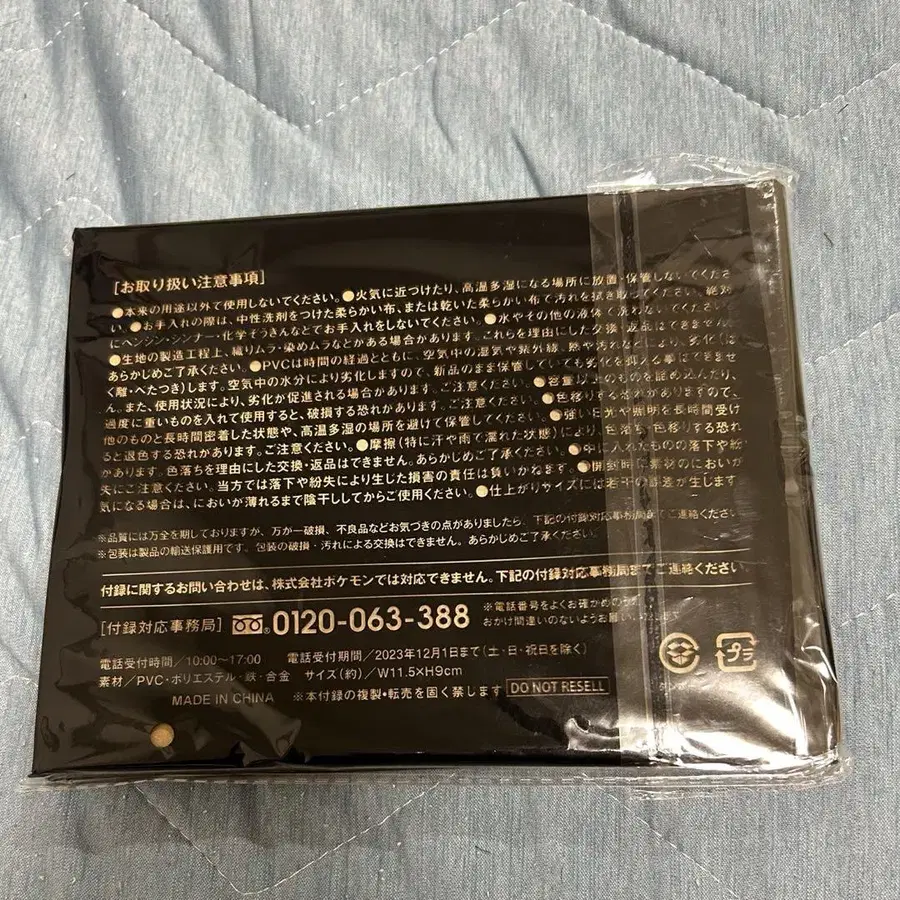 [お取り扱い注意事項]
●本来の用途以外で使用しないでください。●火気に近づけたり、高温多湿になる場所に放置・保管しないでくださ
い。●お手入れの際は、中性洗剤をつけた柔らかい布、または乾いた柔らかい布で汚れを拭き取ってください。絶対
にベンジン・シンナー・化学ぞうきんなどでお手入れをしないでください。●水やその他の液体で洗わないでください。
●生地の製造工程上、織りムラ・染めムラなどがある場合があります。これらを理由にした交換・返品はできません。
あらかじめご了承ください。●PVCは時間の経過とともに、空気中の湿気や紫外線、熱や汚れなどにより、劣化(は
く離・べたつき)します。空気中の水分により劣化しますので、新品のまま保管していても劣化を抑える事はできませ
ん。また、使用状況により、劣化が促進される場合があります。ご注意ください。●容量以上のものを詰め込んだり、
過度に重いものを入れて使用すると、破損する恐れがあります。ご注意ください。●色移りする恐れがありますので、
他のものと長時間密着した状態や、高温多湿の場所を避けて保管してください。●強い日光や照明を長時間受け
ると退色する恐れがあります。ご注意ください。●摩擦(特に汗や雨で濡れた状態)により、色落ち・色移りする恐れ
があります。色落ちを理由にした交換・返品はできません。あらかじめご了承ください。●中に入れたものの落下や紛
失にご注意ください。当方では落下や紛失により生じた損害の責任は負いかねます。●開封時に素材のにおいが
気になる場合は、においが薄れるまで陰干ししてからご使用ください。●仕上がりサイズには若干の誤差が生じます
※品質には万全を期しておりますが、万が一破損、不良品などお気づきの点がありましたら、下記の付録対応事務局までご連絡ください
※包装は製品の輸送保護用です。包装の破損・汚れによる交換はできません。あらかじめご了承ください。
付録に関するお問い合わせは、株式会社ポケモンでは対応できません。下記の付録対応事務局までご連絡ください。
[付録対応事務局] 0120-063-388
※電話番号をよくお確かめのうえ、
おかけ間違いのないようお願い
電話受付時間/10:00〜17:00 電話受付期間/2023年12月1日まで(土・日・祝日を除く)
素材/PVC・ポリエステル・鉄・合金 サイズ(約)/W11.5×H9cm
MADE IN CHINA ※本付録の複製・転売を固く禁じます DO NOT RESELL
プラ